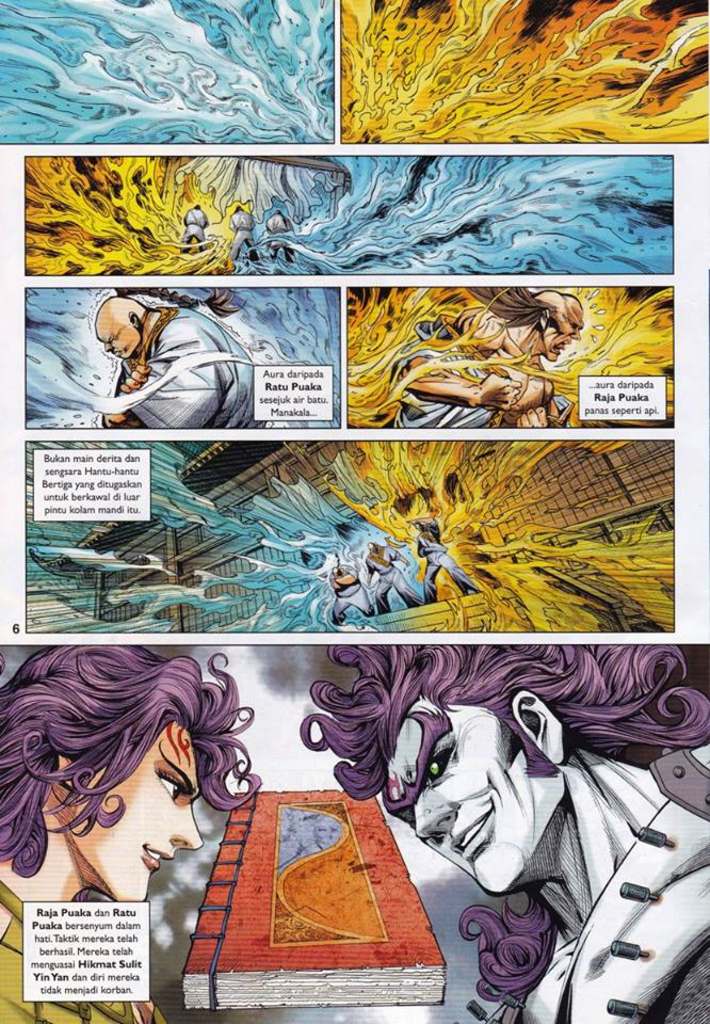 Aura daripada
Ratu Puaka
sesejuk air batu.
Manakala...
...aura daripada
Raja Puaka
panas seperti api.
Bukan main derita dan
sengsara Hantu-hantu
Bertiga yang ditugaskan
untuk berkawal di luar
pintu kolam mandi itu.
6
Raja Puaka dan Ratu
Puaka bersenyum dalam
hati. Taktik mereka telah
berhasil. Mereka telah
menguasai Hikmat Sulit
Yin Yan dan diri mereka
tidak menjadi korban.